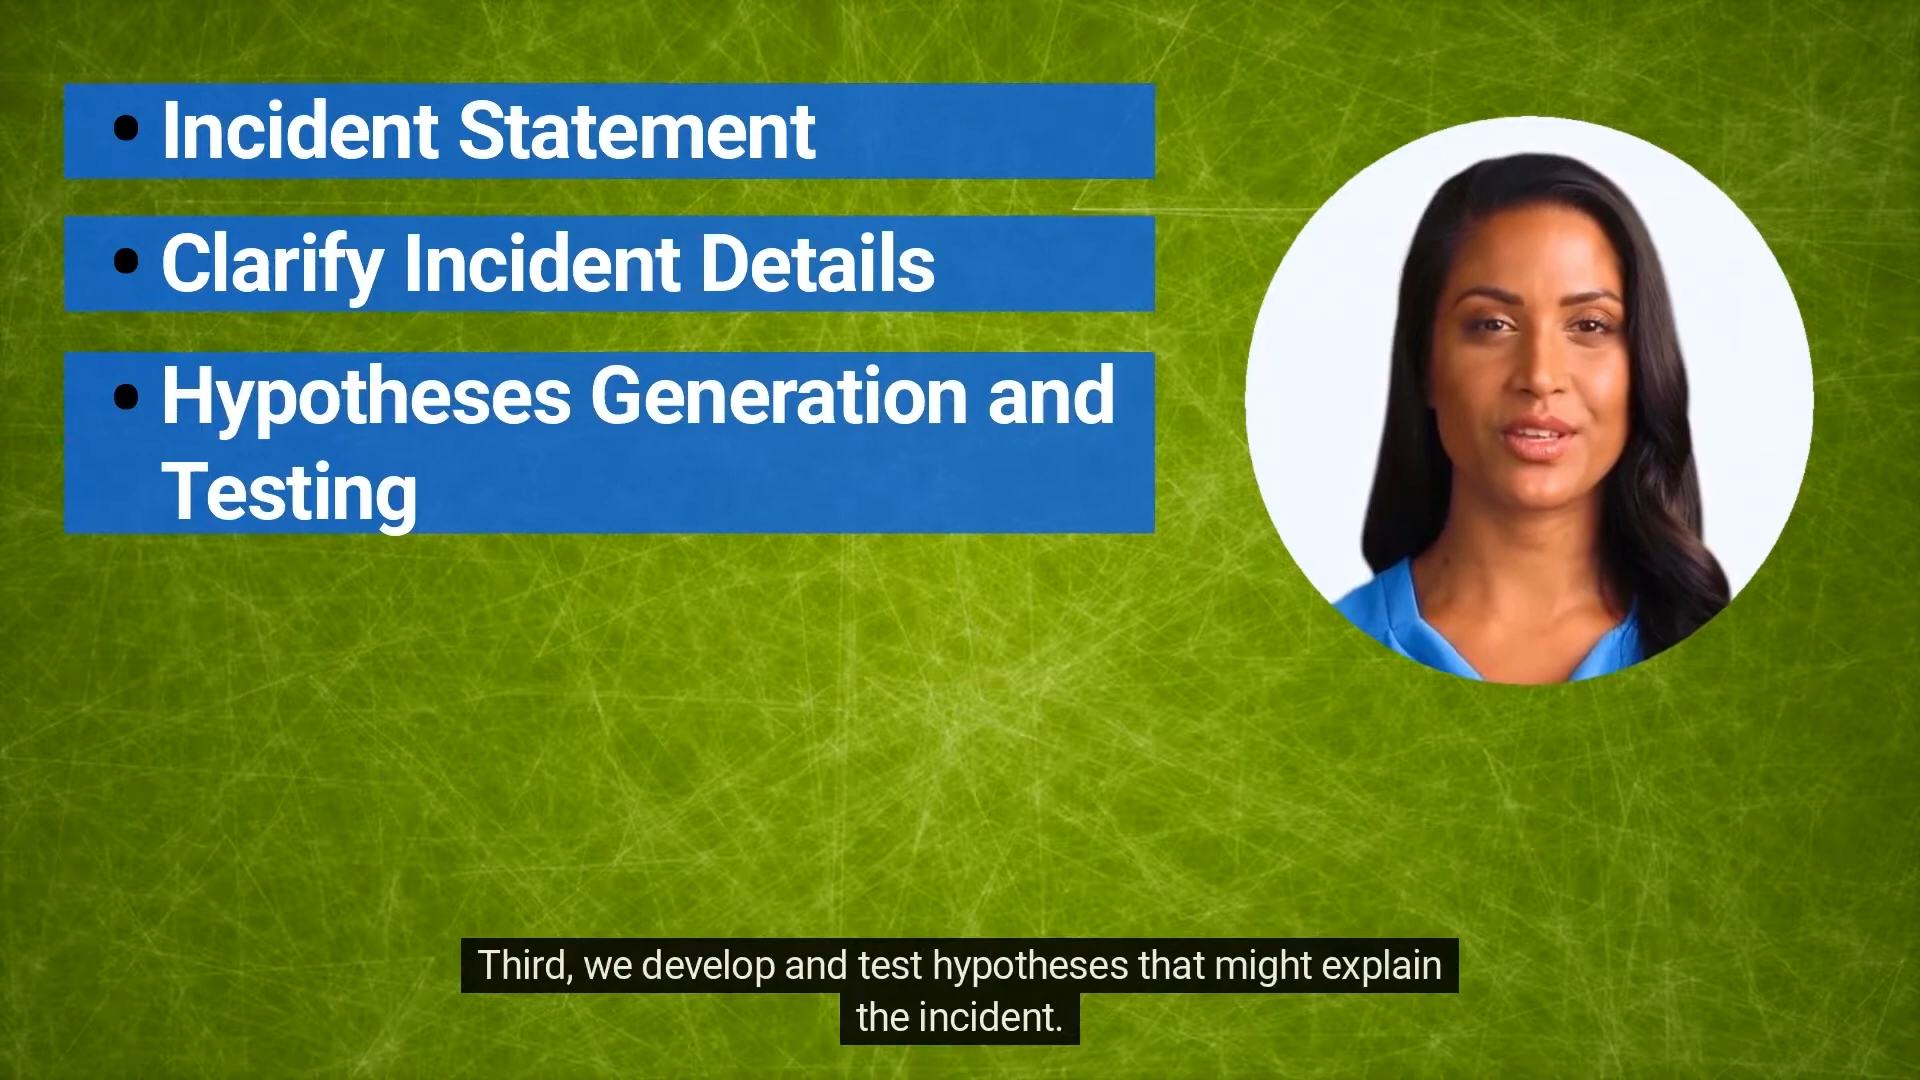 • Incident Statement
• Clarify Incident Details
• Hypotheses Generation and
Testing
Third, we develop and test hypotheses that might explain
the incident.